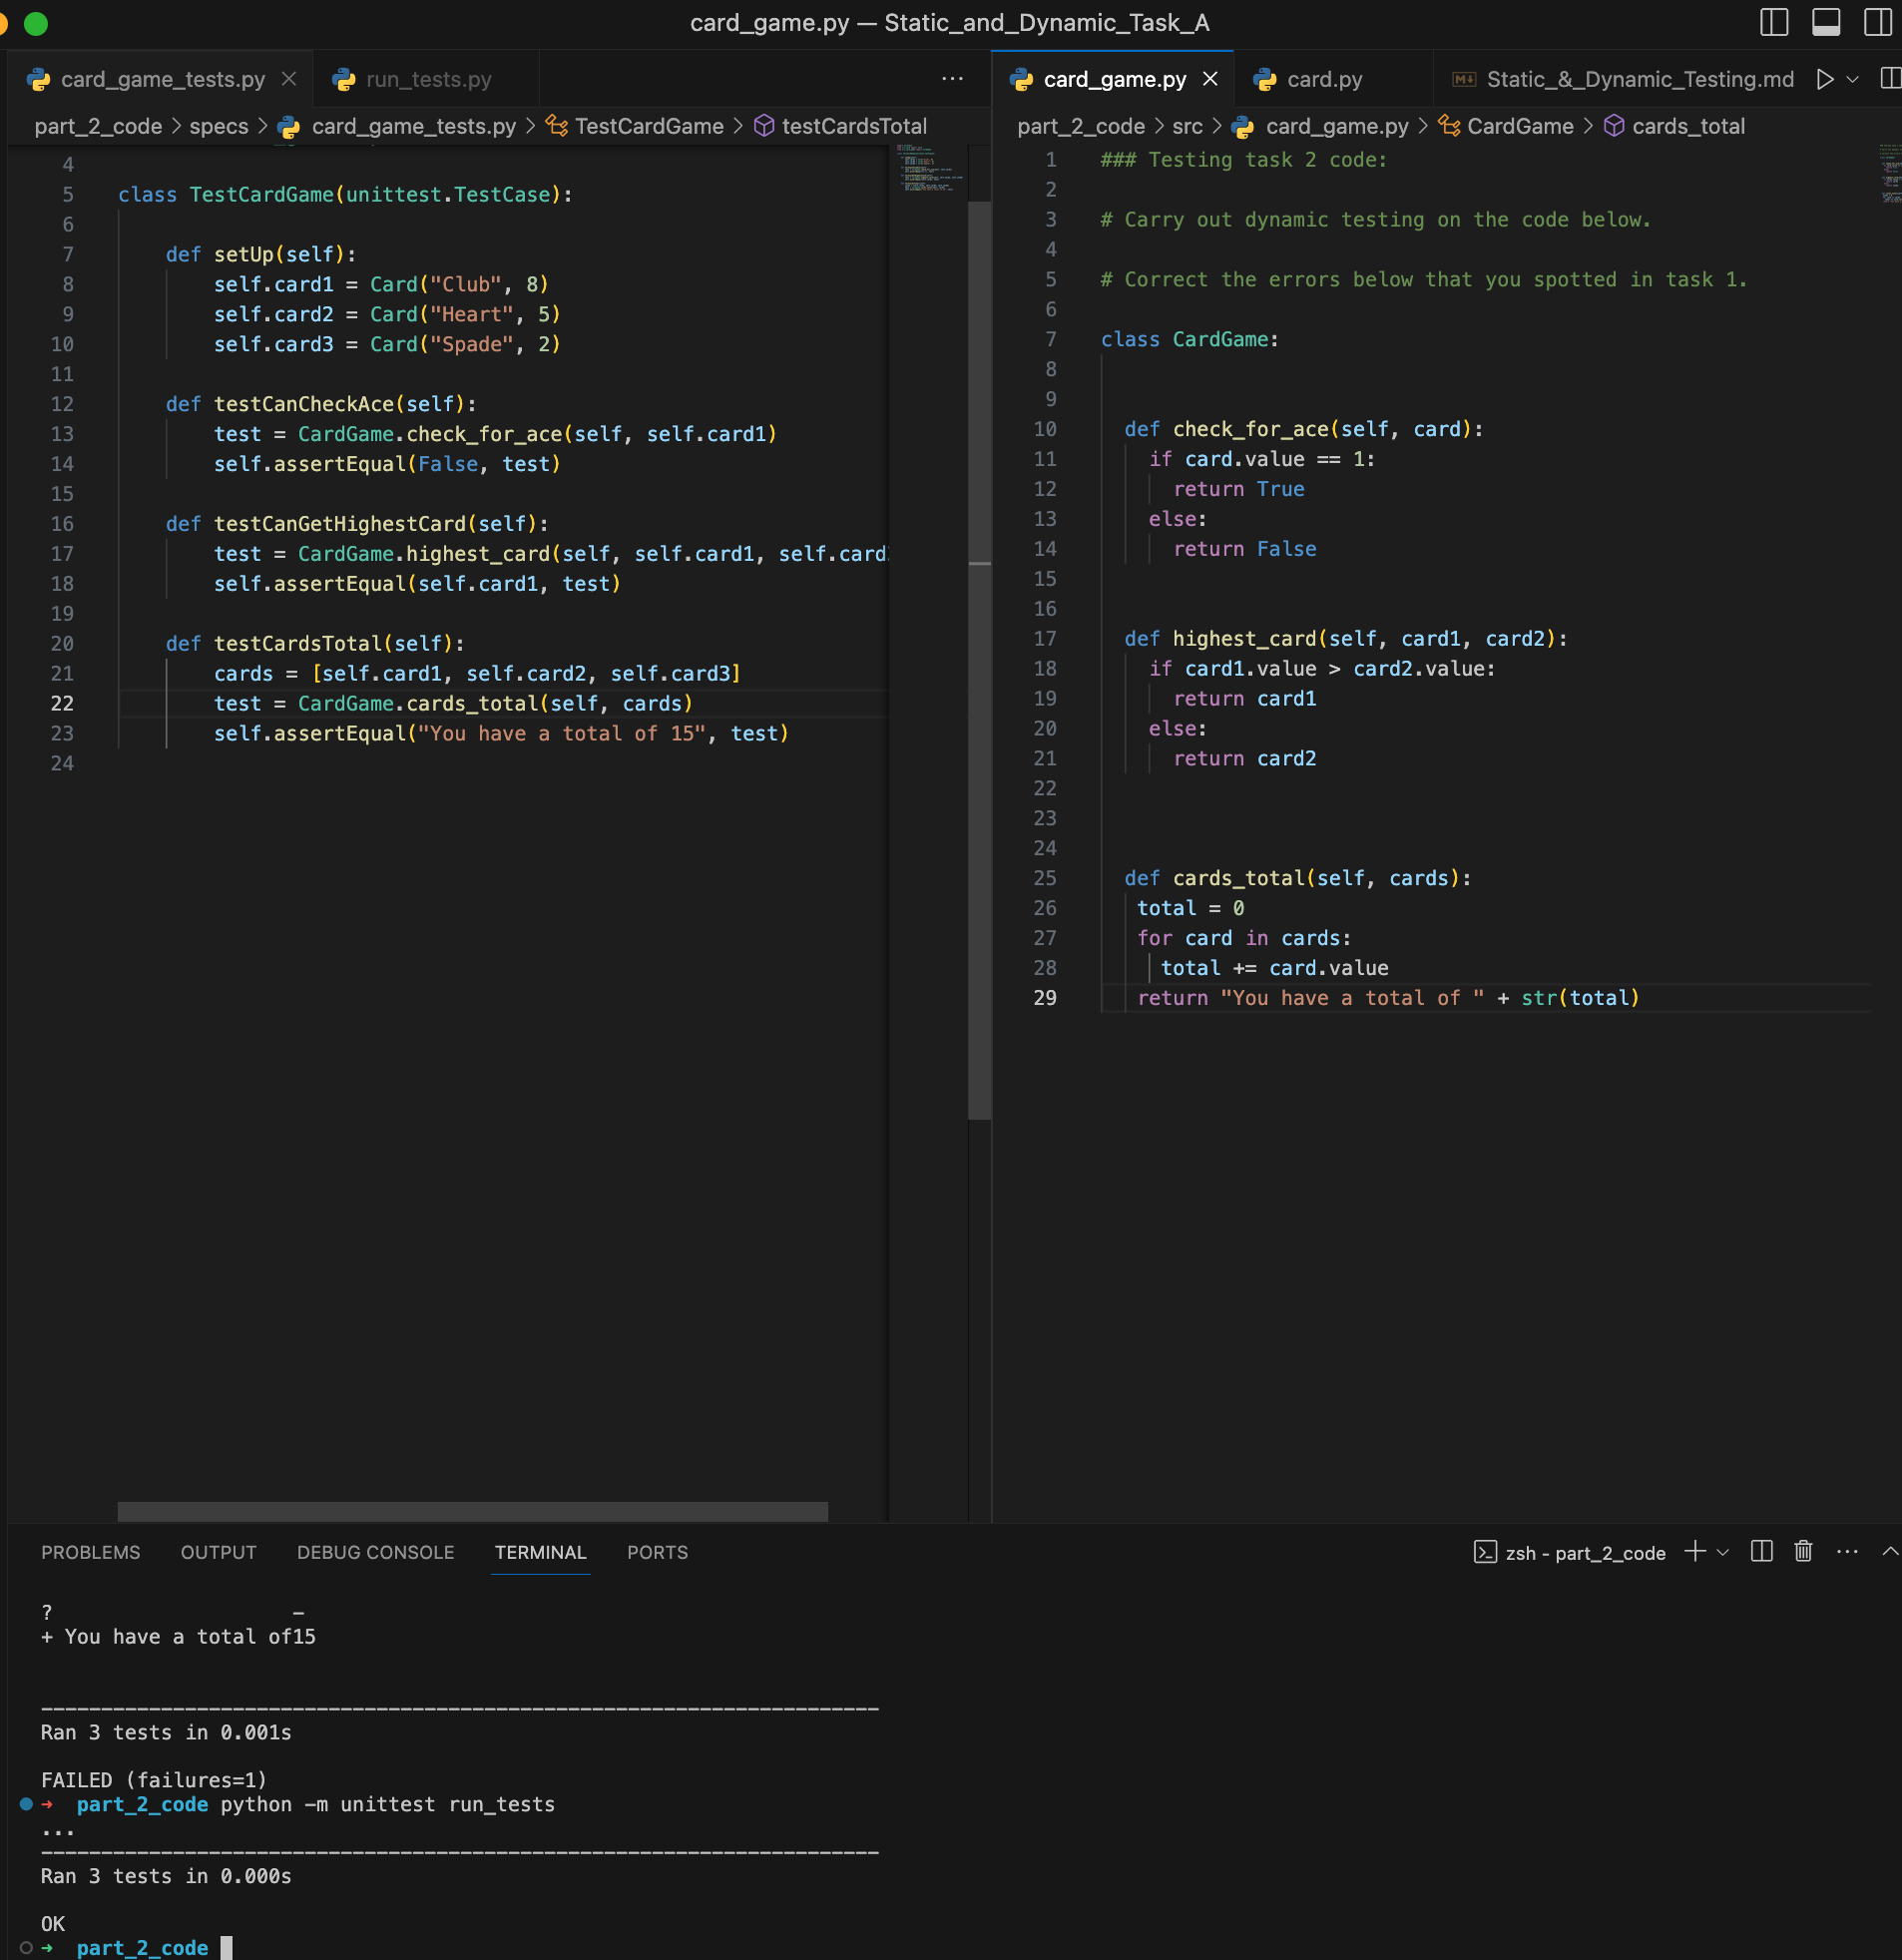 card_game.py — Static_and_Dynamic_Task_A
card_game_tests.py
run_tests.py
part_2_code > specs > card_game_tests.py > TestCardGame > testCardsTotal
4
5 class TestCardGame(unittest.TestCase):
6
7 def setUp(self):
8 self.card1 = Card("Club", 8)
9 self.card2 = Card("Heart", 5)
10 self.card3 = Card("Spade", 2)
11
12 def testCanCheckAce(self):
13 test = CardGame.check_for_ace(self, self.card1)
14 self.assertEqual(False, test)
15
16 def testCanGetHighestCard(self):
17 test = CardGame.highest_card(self, self.card1, self.card
18 self.assertEqual(self.card1, test)
19
20 def testCardsTotal(self):
21 cards = [self.card1, self.card2, self.card3]
22 test = CardGame.cards_total(self, cards)
23 self.assertEqual("You have a total of 15", test)
24
card_game.py
card.py
Static_&_Dynamic_Testing.md
part_2_code > src > card_game.py > CardGame > cards_total
1 ### Testing task 2 code:
2
3 # Carry out dynamic testing on the code below.
4
5 # Correct the errors below that you spotted in task 1.
6
7 class CardGame:
8
9
10 def check_for_ace(self, card):
11 if card.value == 1:
12 return True
13 else:
14 return False
15
16
17 def highest_card(self, card1, card2):
18 if card1.value > card2.value:
19 return card1
20 else:
21 return card2
22
23
24
25 def cards_total(self, cards):
26 total = 0
27 for card in cards:
28 total += card.value
29 return "You have a total of " + str(total)
PROBLEMS OUTPUT DEBUG CONSOLE TERMINAL PORTS
zsh - part_2_code
? -
+ You have a total of15
----------------------------------------------------------------------
Ran 3 tests in 0.001s
FAILED (failures=1)
➜ part_2_code python -m unittest run_tests
...
----------------------------------------------------------------------
Ran 3 tests in 0.000s
OK
➜ part_2_code